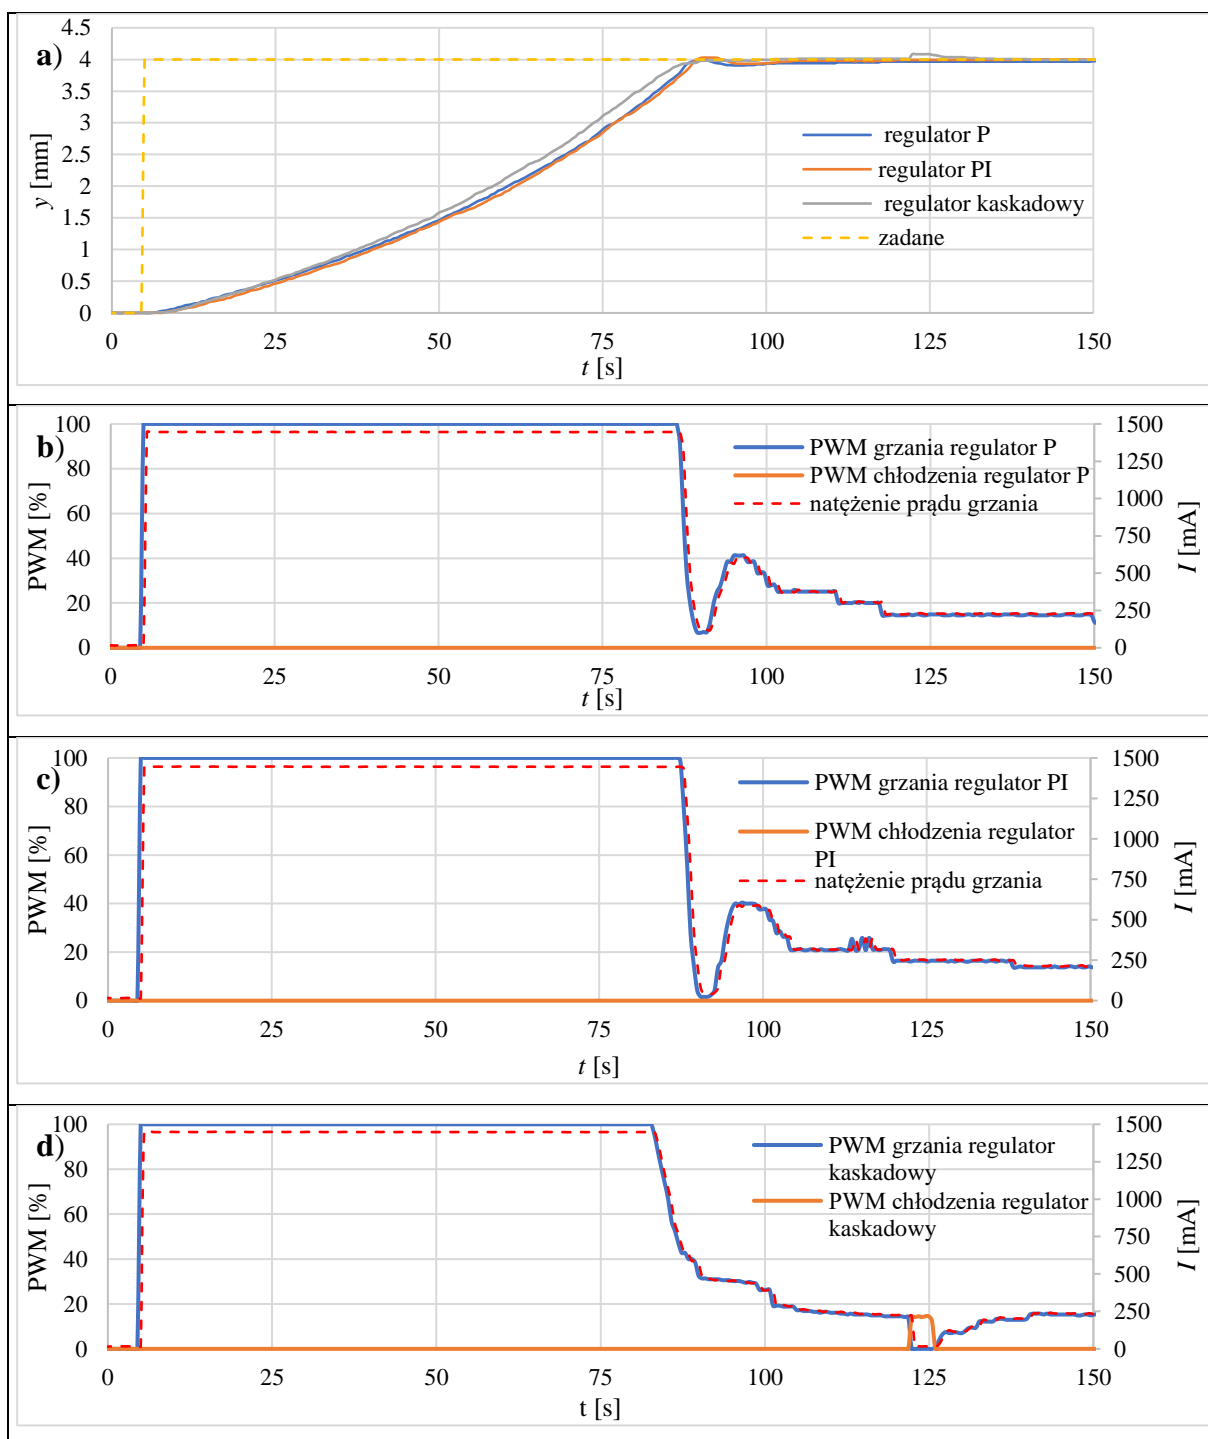 a)
4.5
4
3.5
3
2.5
2
1.5
1
0.5
0
y [mm]
regulator P
regulator PI
regulator kaskadowy
zadane
0 25 50 75 100 125 150
t [s]
b)
100
80
60
40
20
0
PWM [%]
PWM grzania regulator P
PWM chłodzenia regulator P
natężenie prądu grzania
1500
1250
1000
750
500
250
0
I [mA]
0 25 50 75 100 125 150
t [s]
c)
100
80
60
40
20
0
PWM [%]
PWM grzania regulator PI
PWM chłodzenia regulator
PI
natężenie prądu grzania
1500
1250
1000
750
500
250
0
I [mA]
0 25 50 75 100 125 150
t [s]
d)
100
80
60
40
20
0
PWM [%]
PWM grzania regulator
kaskadowy
PWM chłodzenia regulator
kaskadowy
1500
1250
1000
750
500
250
0
I [mA]
0 25 50 75 100 125 150
t [s]